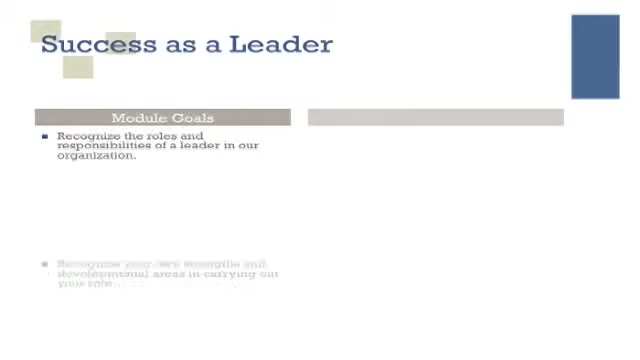 Success as a Leader
Module Goals
Recognize the roles and
responsibilities of a leader in our
organization.
Recognize your own strengths and
developmental areas in carrying out
your role